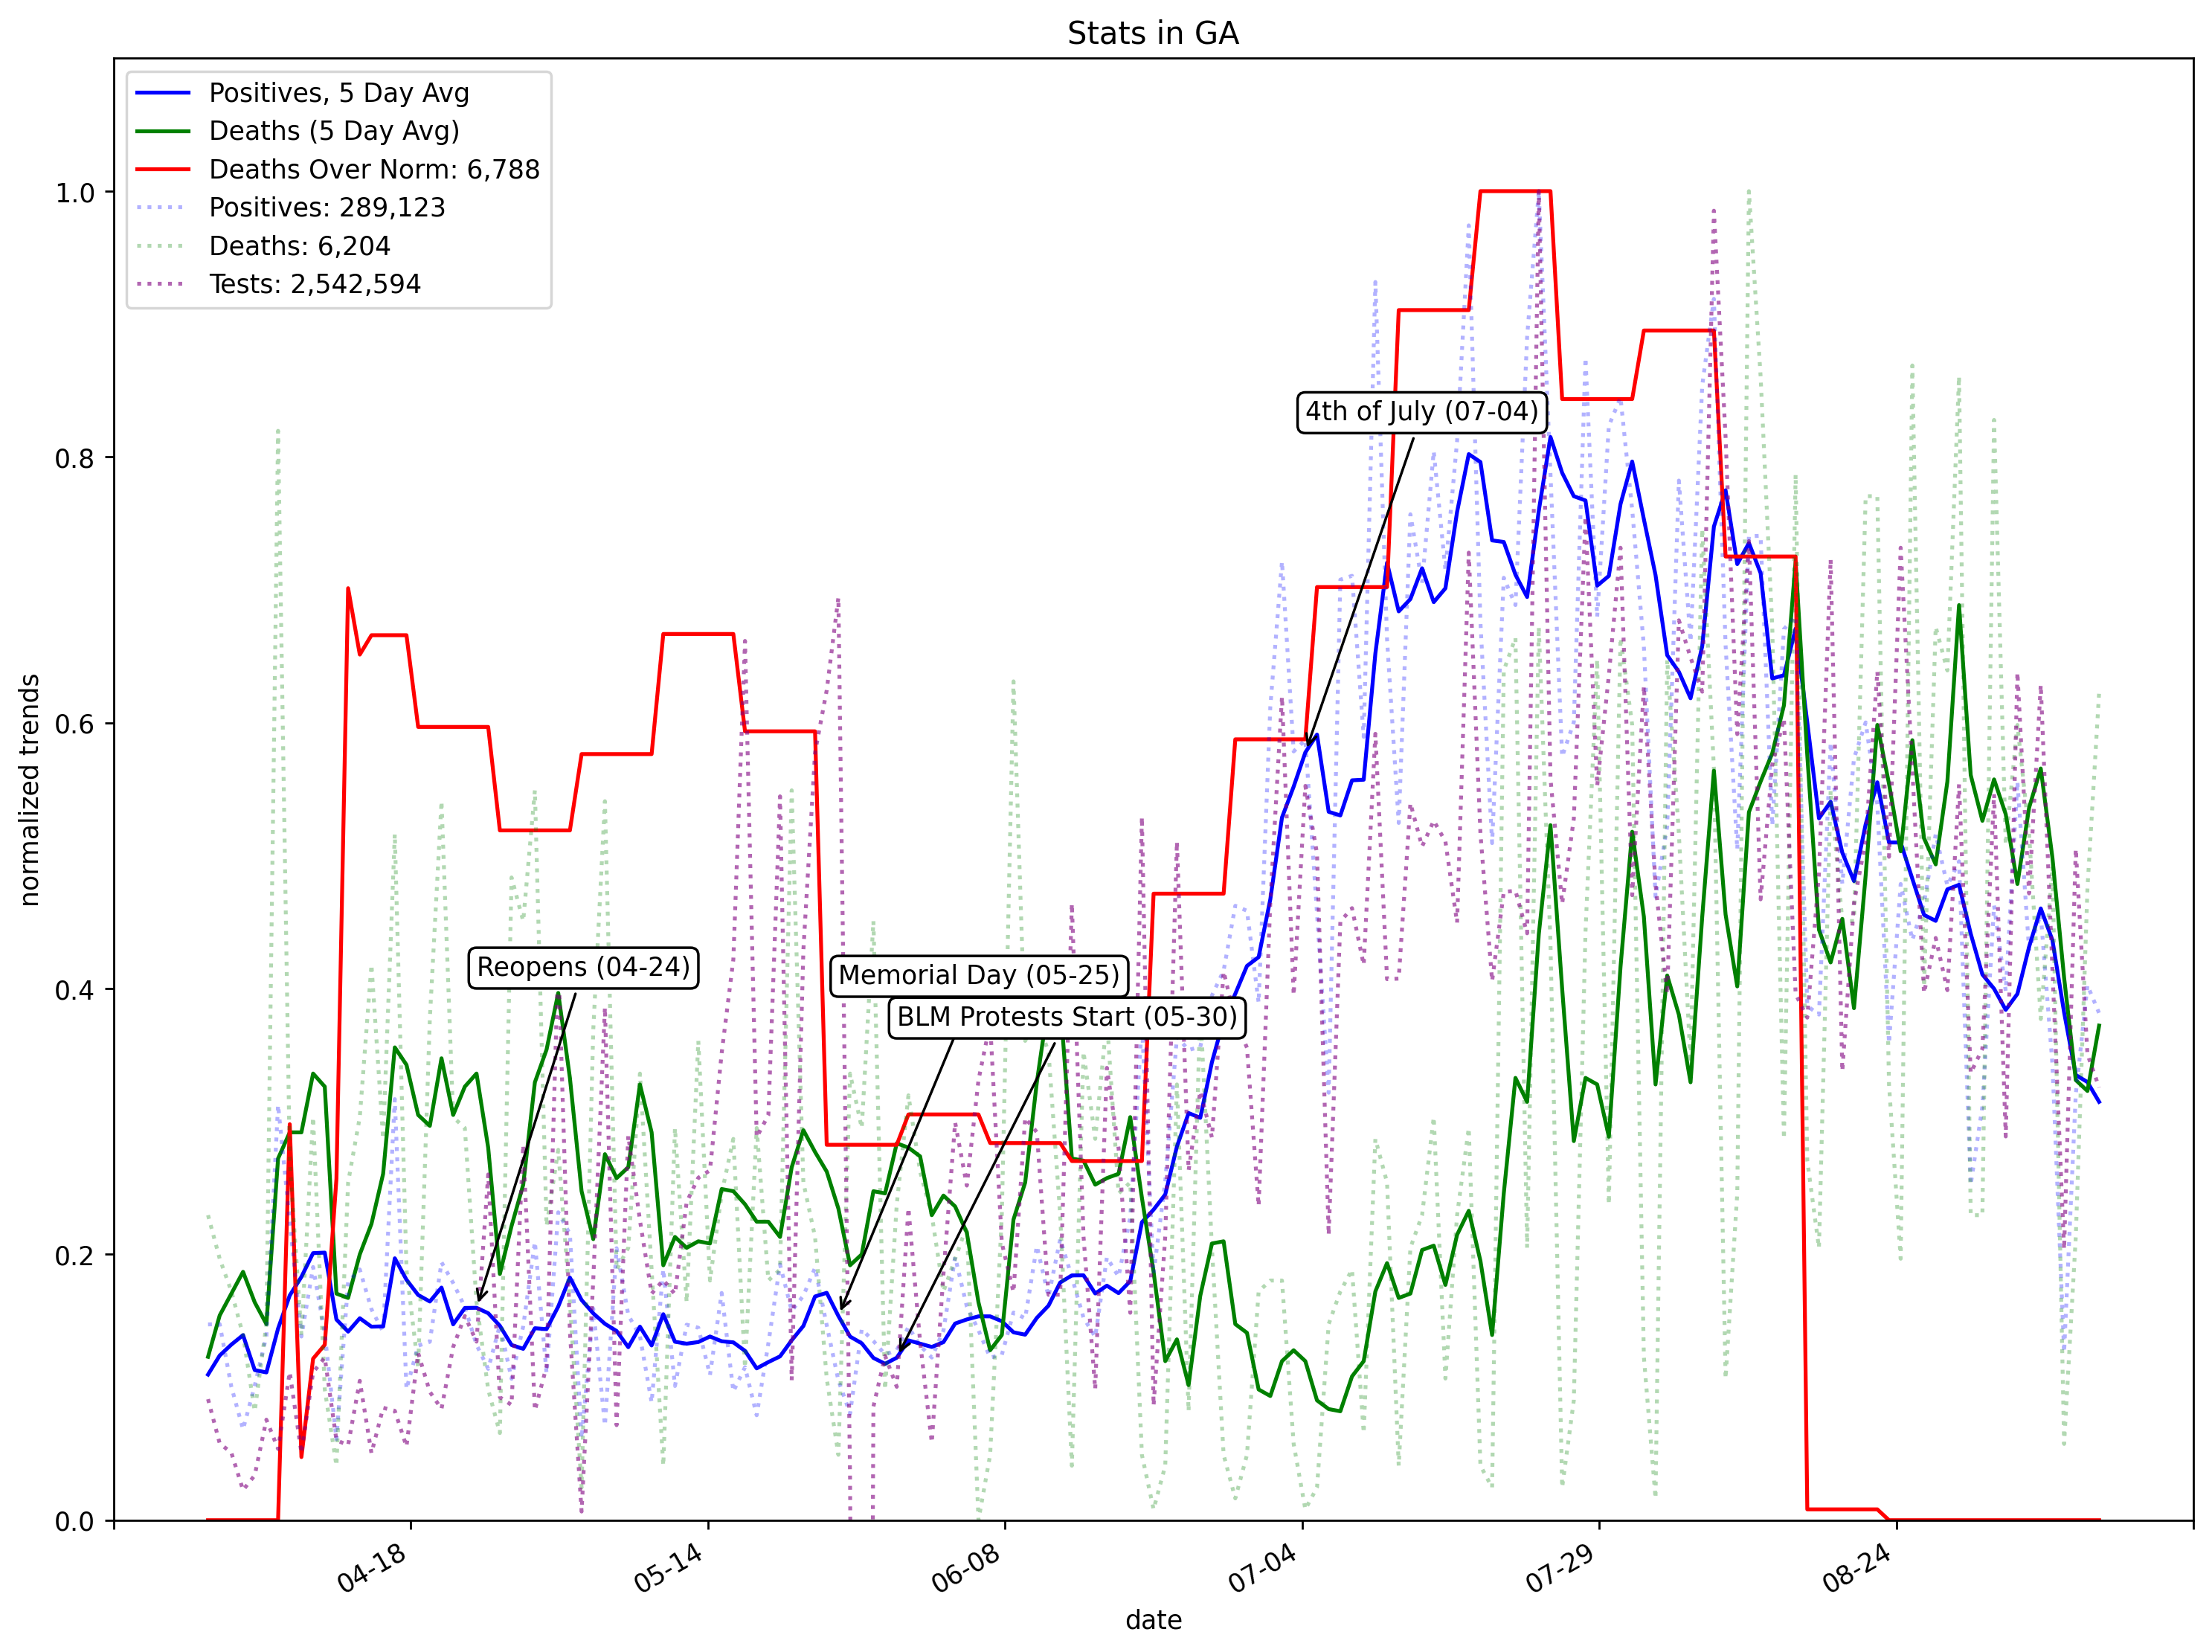 Stats in GA
Positives, 5 Day Avg
Deaths (5 Day Avg)
Deaths Over Norm: 6,788
Positives: 289,123
Deaths: 6,204
Tests: 2,542,594
1.0
0.8
0.6
0.4
0.2
0.0
normalized trends
4th of July (07-04)
Reopens (04-24)
Memorial Day (05-25)
BLM Protests Start (05-30)
04-18
05-14
06-08
07-04
07-29
08-24
date